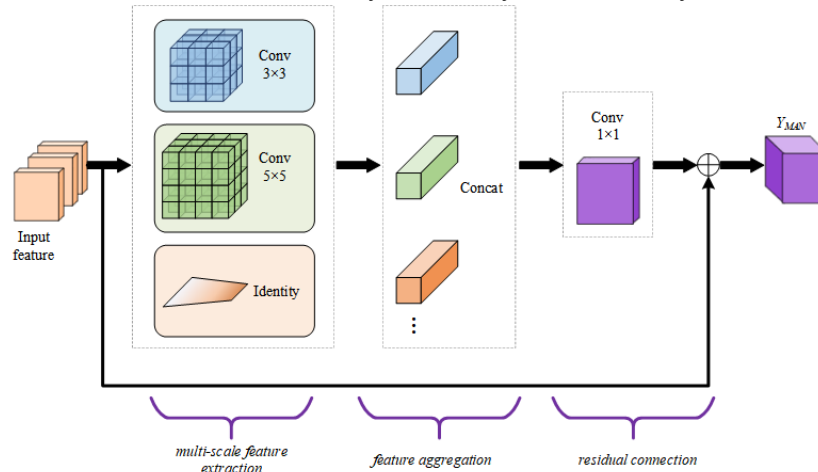 Conv
3×3
Conv
5×5
Identity
Input
feature
Concat
Conv
1×1
Y_MAN
multi-scale feature
extraction
feature aggregation
residual connection